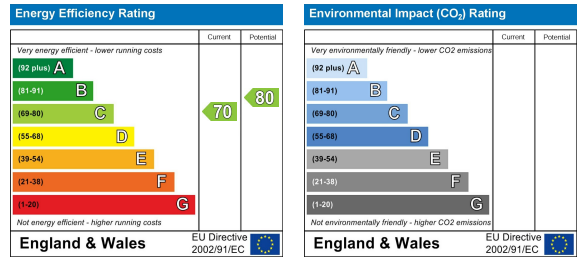 Energy Efficiency Rating
Current Potential
Very energy efficient - lower running costs
(92 plus) A
(81-91) B
(69-80) C
(55-68) D
(39-54) E
(21-38) F
(1-20) G
70
80
Not energy efficient - higher running costs
England & Wales
EU Directive
2002/91/EC
Environmental Impact (CO₂) Rating
Current Potential
Very environmentally friendly - lower CO2 emissions
(92 plus) A
(81-91) B
(69-80) C
(55-68) D
(39-54) E
(21-38) F
(1-20) G
Not environmentally friendly - higher CO2 emissions
England & Wales
EU Directive
2002/91/EC